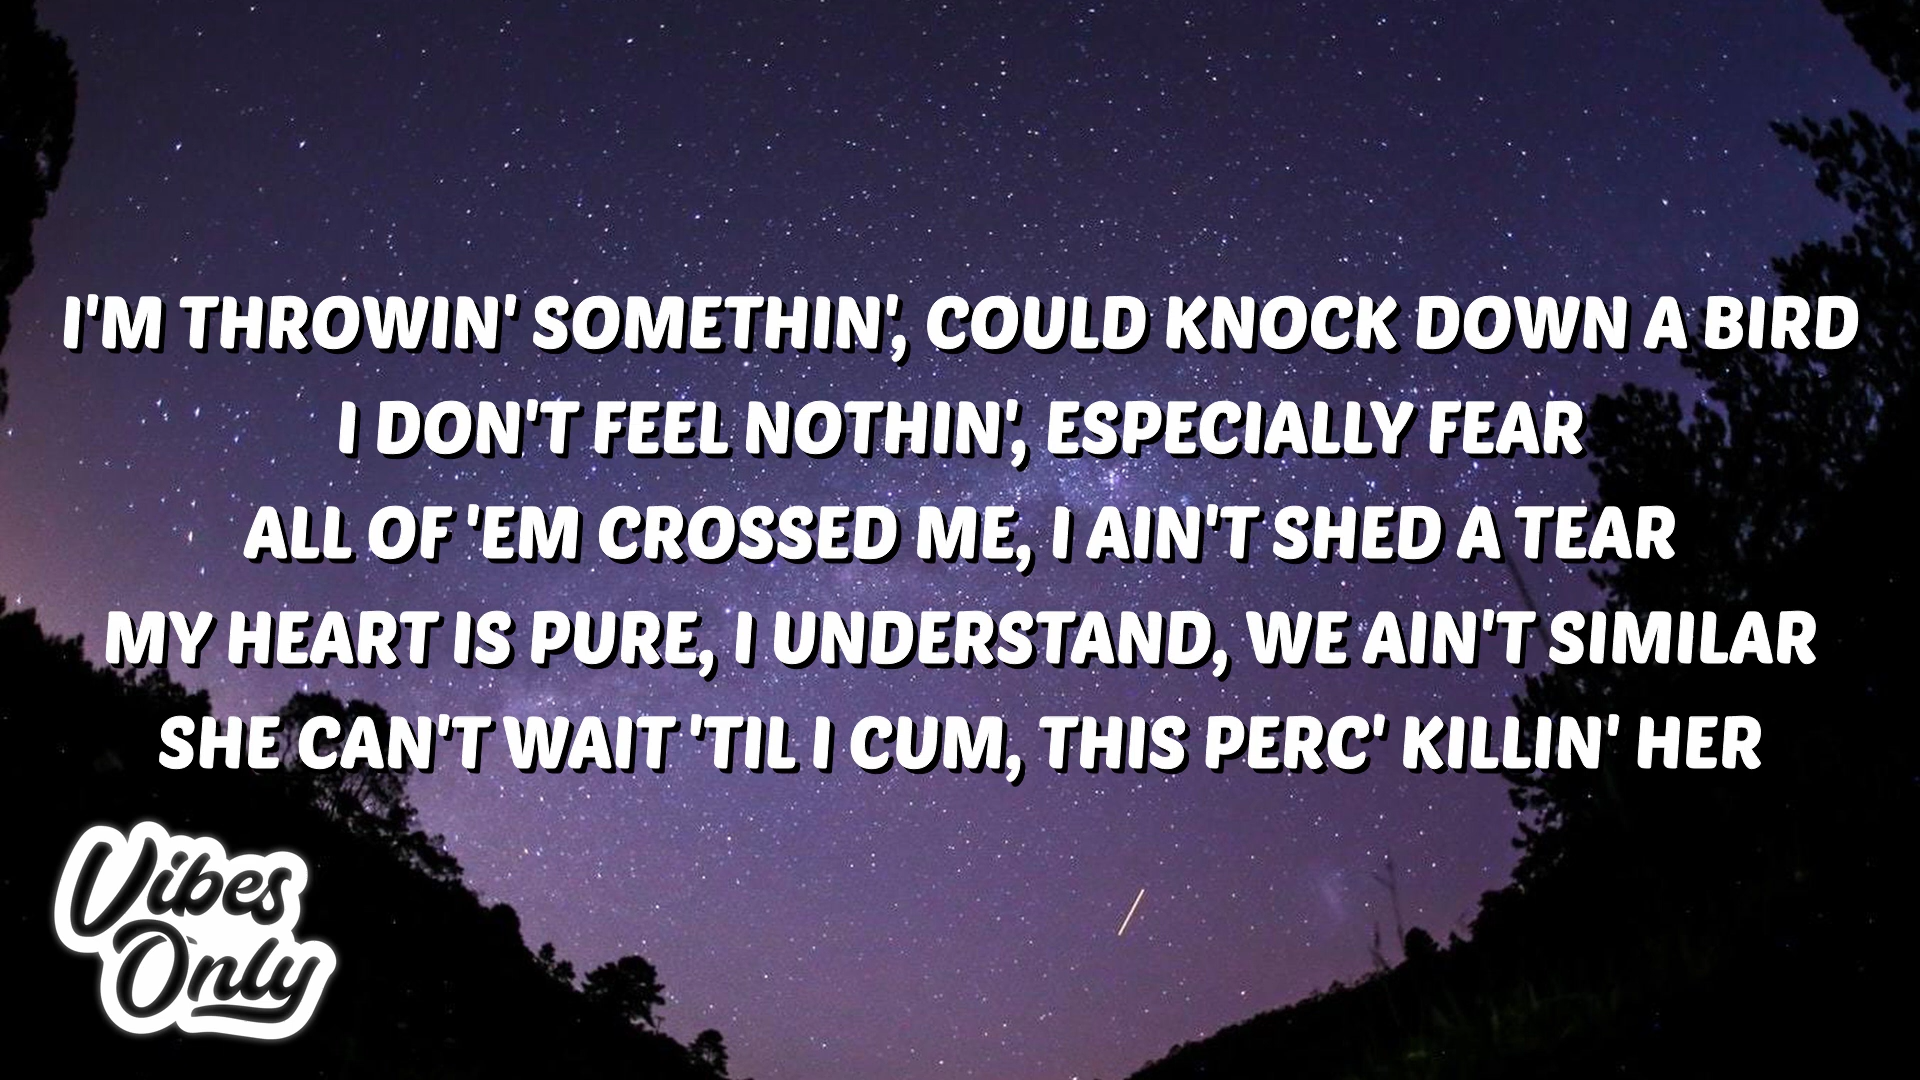 I'M THROWIN' SOMETHIN', COULD KNOCK DOWN A BIRD
I DON'T FEEL NOTHIN', ESPECIALLY FEAR
ALL OF 'EM CROSSED ME, I AIN'T SHED A TEAR
MY HEART IS PURE, I UNDERSTAND, WE AIN'T SIMILAR
SHE CAN'T WAIT 'TIL I CUM, THIS PERC' KILLIN' HER
Vibes
Only